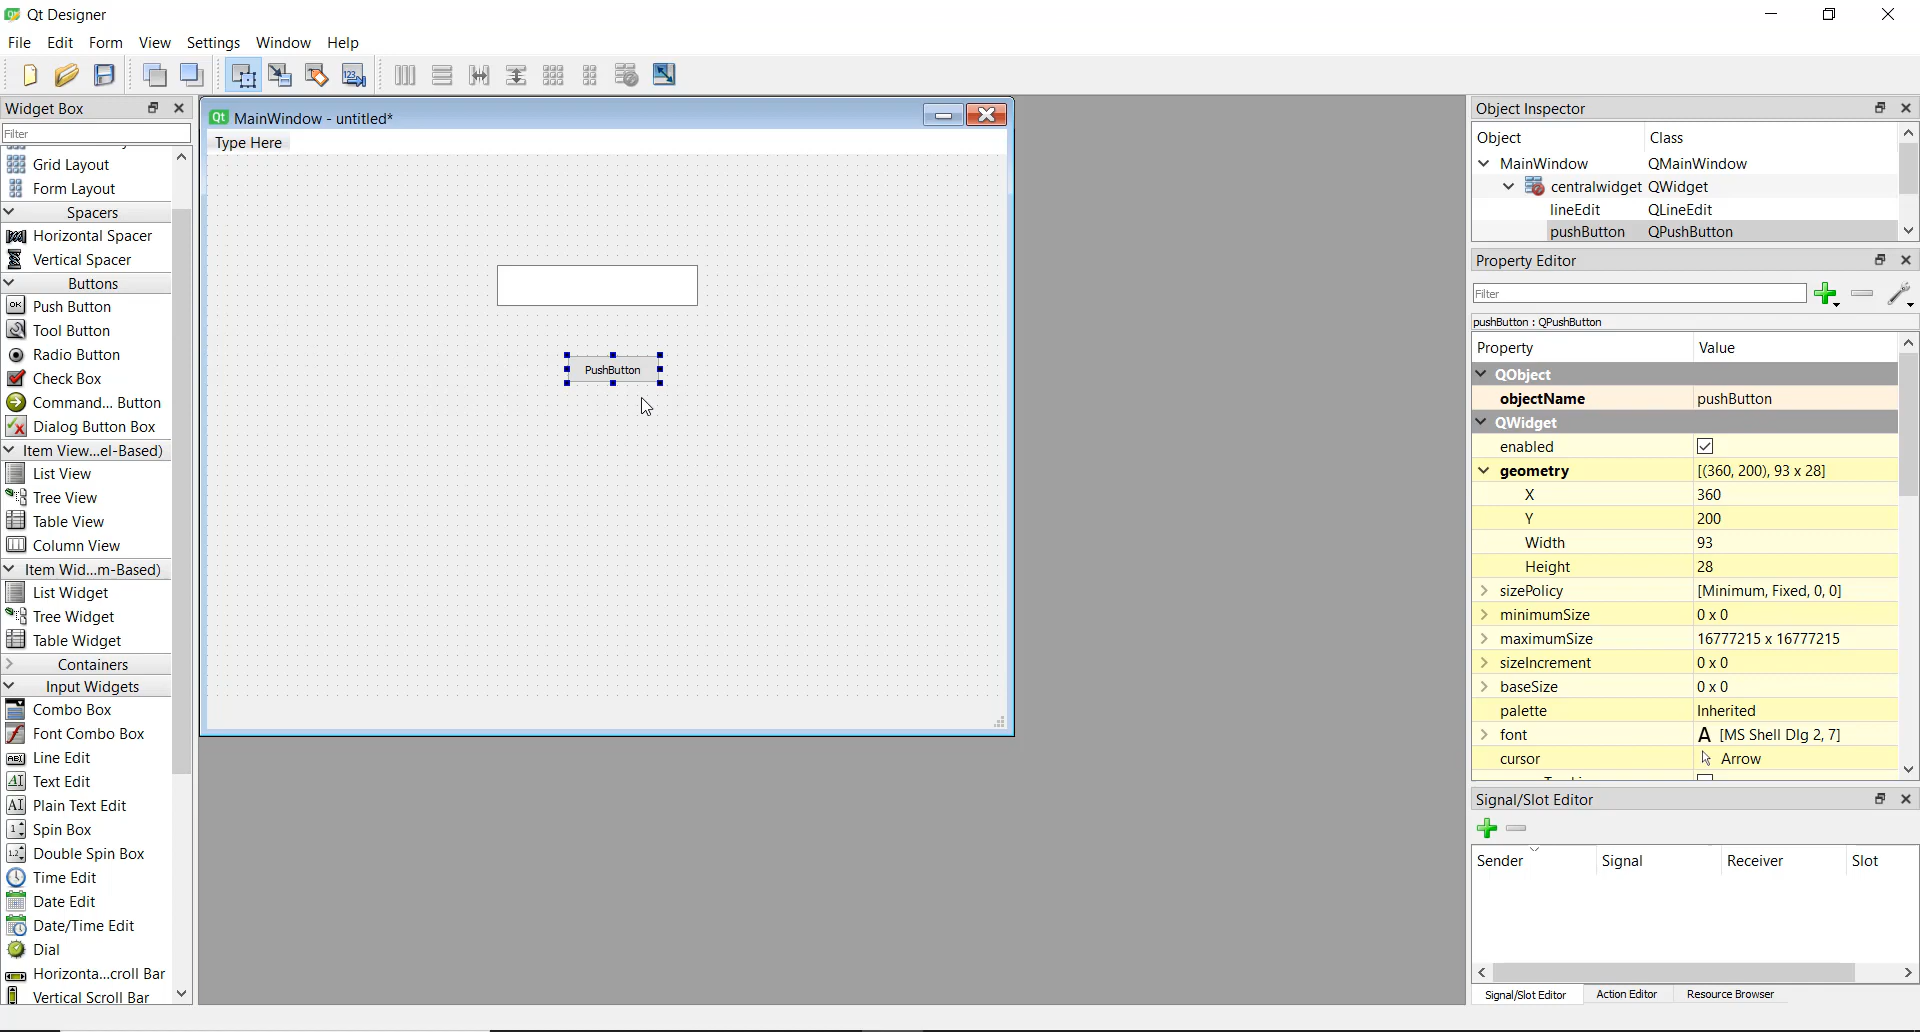 Qt Designer
File Edit Form View Settings Window Help
Widget Box
Filter
Grid Layout
Form Layout
Spacers
Horizontal Spacer
Vertical Spacer
Buttons
Push Button
Tool Button
Radio Button
Check Box
Command... Button
Dialog Button Box
Item View...el-Based)
List View
Tree View
Table View
Column View
Item Wid...m-Based)
List Widget
Tree Widget
Table Widget
Containers
Input Widgets
Combo Box
Font Combo Box
Line Edit
Text Edit
Plain Text Edit
Spin Box
Double Spin Box
Time Edit
Date Edit
Date/Time Edit
Dial
Horizonta...croll Bar
Vertical Scroll Bar
MainWindow - untitled*
Type Here
PushButton
Object Inspector
Object Class
MainWindow QMainWindow
centralwidget QWidget
lineEdit QLineEdit
pushButton QPushButton
Property Editor
Filter
pushButton : QPushButton
Property Value
QObject
objectName pushButton
QWidget
enabled
geometry [(360, 200), 93 x 28]
X 360
Y 200
Width 93
Height 28
sizePolicy [Minimum, Fixed, 0, 0]
minimumSize 0 x 0
maximumSize 16777215 x 16777215
sizeIncrement 0 x 0
baseSize 0 x 0
palette Inherited
font A [MS Shell Dlg 2, 7]
cursor Arrow
Signal/Slot Editor
Sender Signal Receiver Slot
Signal/Slot Editor Action Editor Resource Browser